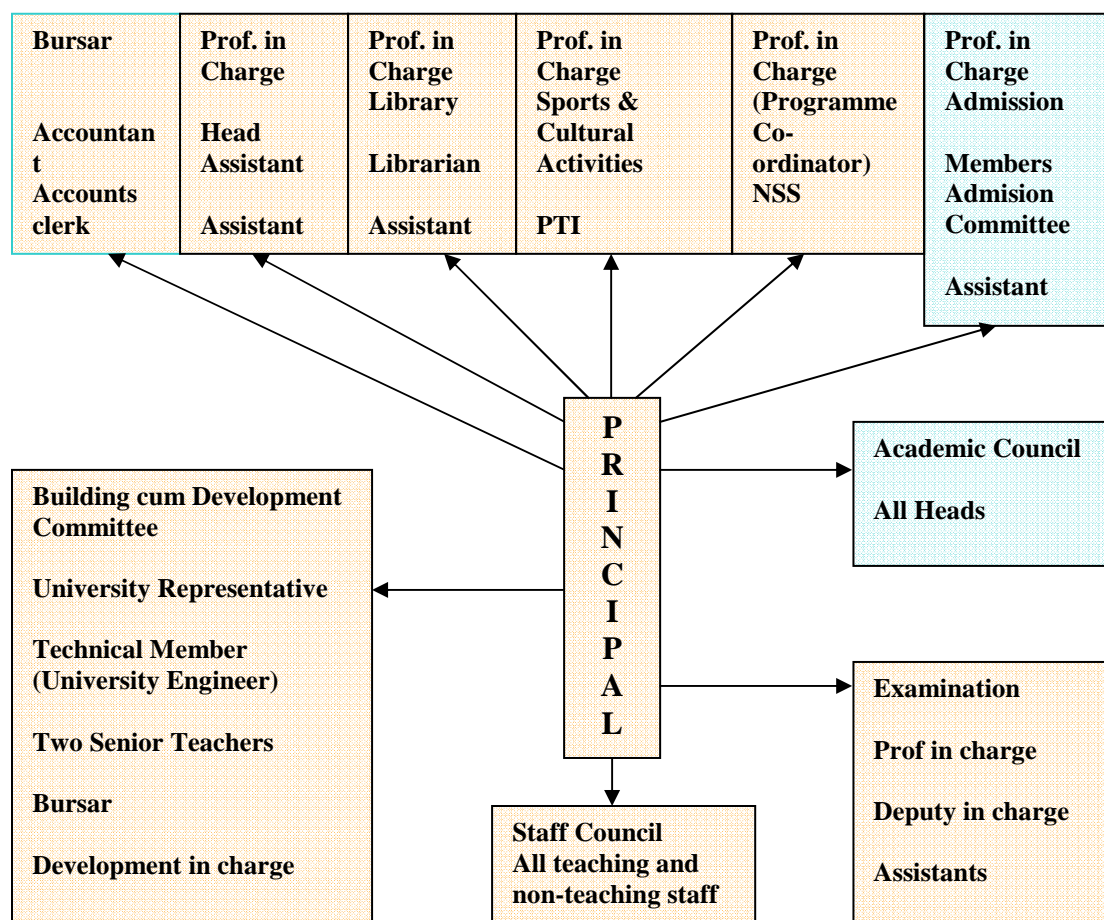 Bursar
Accountan
t
Accounts
clerk
Prof. in
Charge
Head
Assistant
Assistant
Prof. in
Charge
Library
Librarian
Assistant
Prof. in
Charge
Sports &
Cultural
Activities
PTI
Prof. in
Charge
(Programme
Co-
ordinator)
NSS
Prof. in
Charge
Admission
Members
Admision
Committee
Assistant
P
R
I
N
C
I
P
A
L
Academic Council
All Heads
Building cum Development
Committee
University Representative
Technical Member
(University Engineer)
Two Senior Teachers
Bursar
Development in charge
Examination
Prof in charge
Deputy in charge
Assistants
Staff Council
All teaching and
non-teaching staff